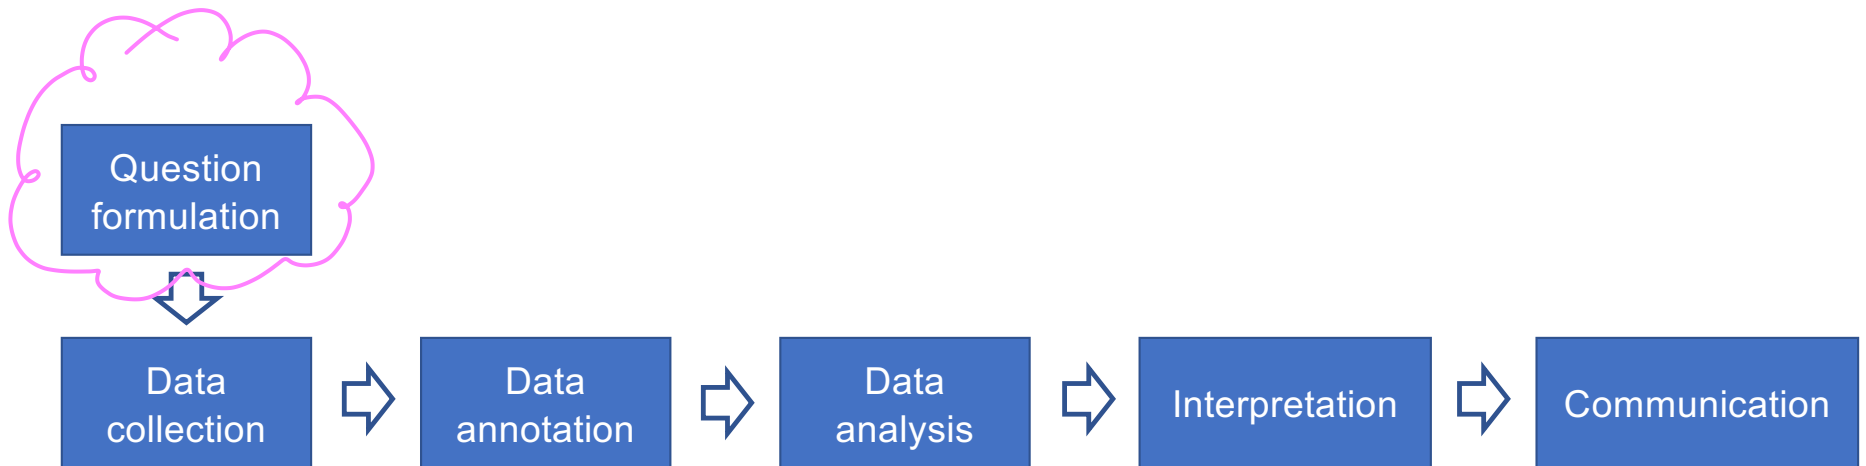 Question
formulation
Data
collection
Data
annotation
Data
analysis
Interpretation
Communication